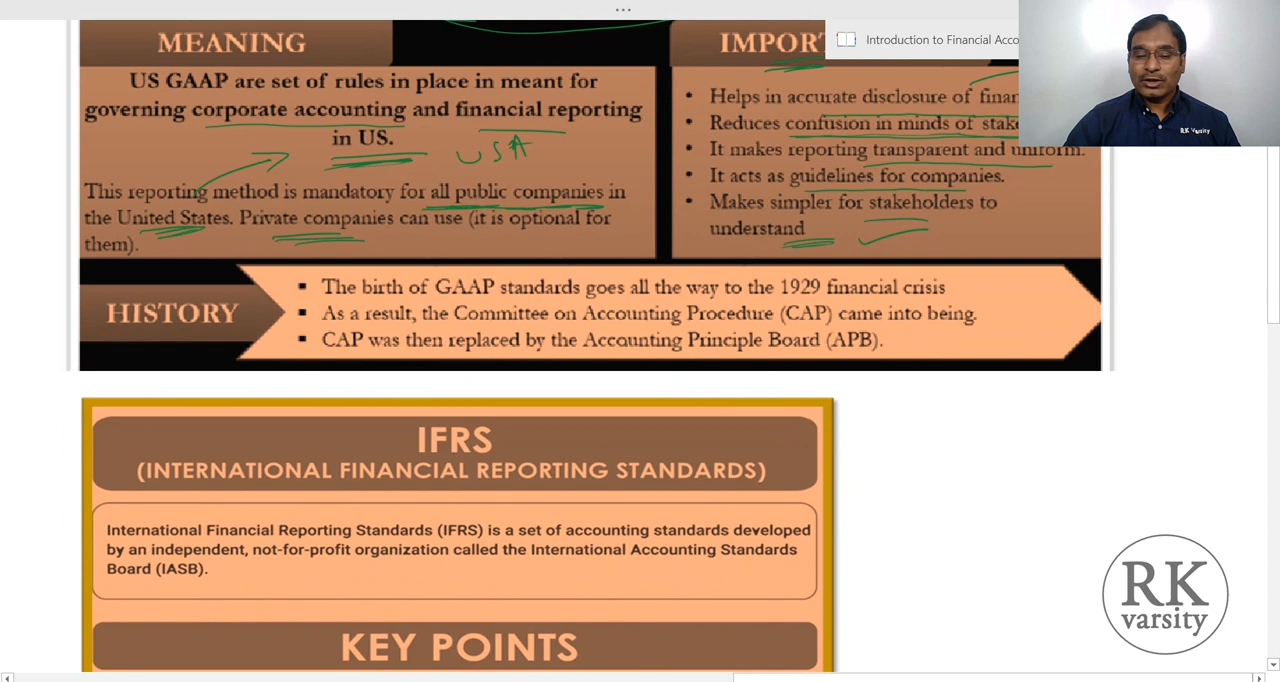 Introduction to Financial Acco
MEANING
IMPORT
US GAAP are set of rules in place in meant for
governing corporate accounting and financial reporting
in US.
USA
This reporting method is mandatory for all public companies in
the United States. Private companies can use (it is optional for
them).
• Helps in accurate disclosure of finan
• Reduces confusion in minds of stake
• It makes reporting transparent and uniform.
• It acts as guidelines for companies.
• Makes simpler for stakeholders to
understand
HISTORY
▪ The birth of GAAP standards goes all the way to the 1929 financial crisis
▪ As a result, the Committee on Accounting Procedure (CAP) came into being.
▪ CAP was then replaced by the Accounting Principle Board (APB).
IFRS
(INTERNATIONAL FINANCIAL REPORTING STANDARDS)
International Financial Reporting Standards (IFRS) is a set of accounting standards developed
by an independent, not-for-profit organization called the International Accounting Standards
Board (IASB).
KEY POINTS
RK Varsity
RK
varsity